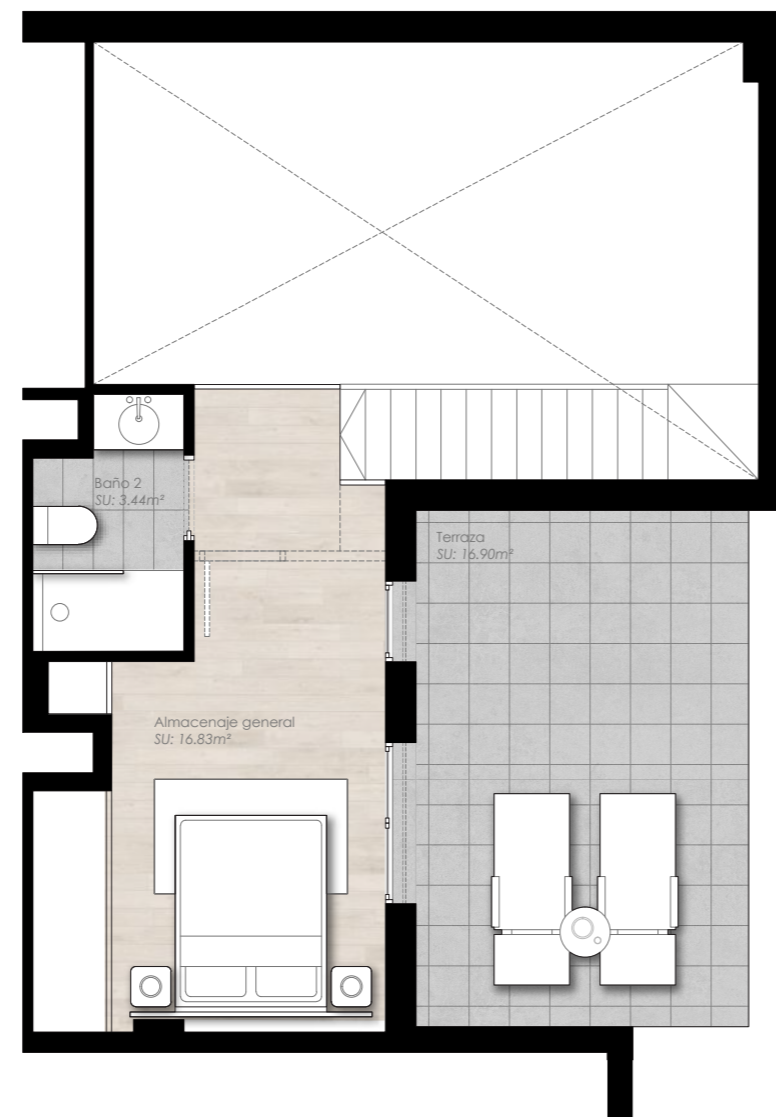 Baño 2
SU: 3.44m²
Terraza
SU: 16.90m²
Almacenaje general
SU: 16.83m²